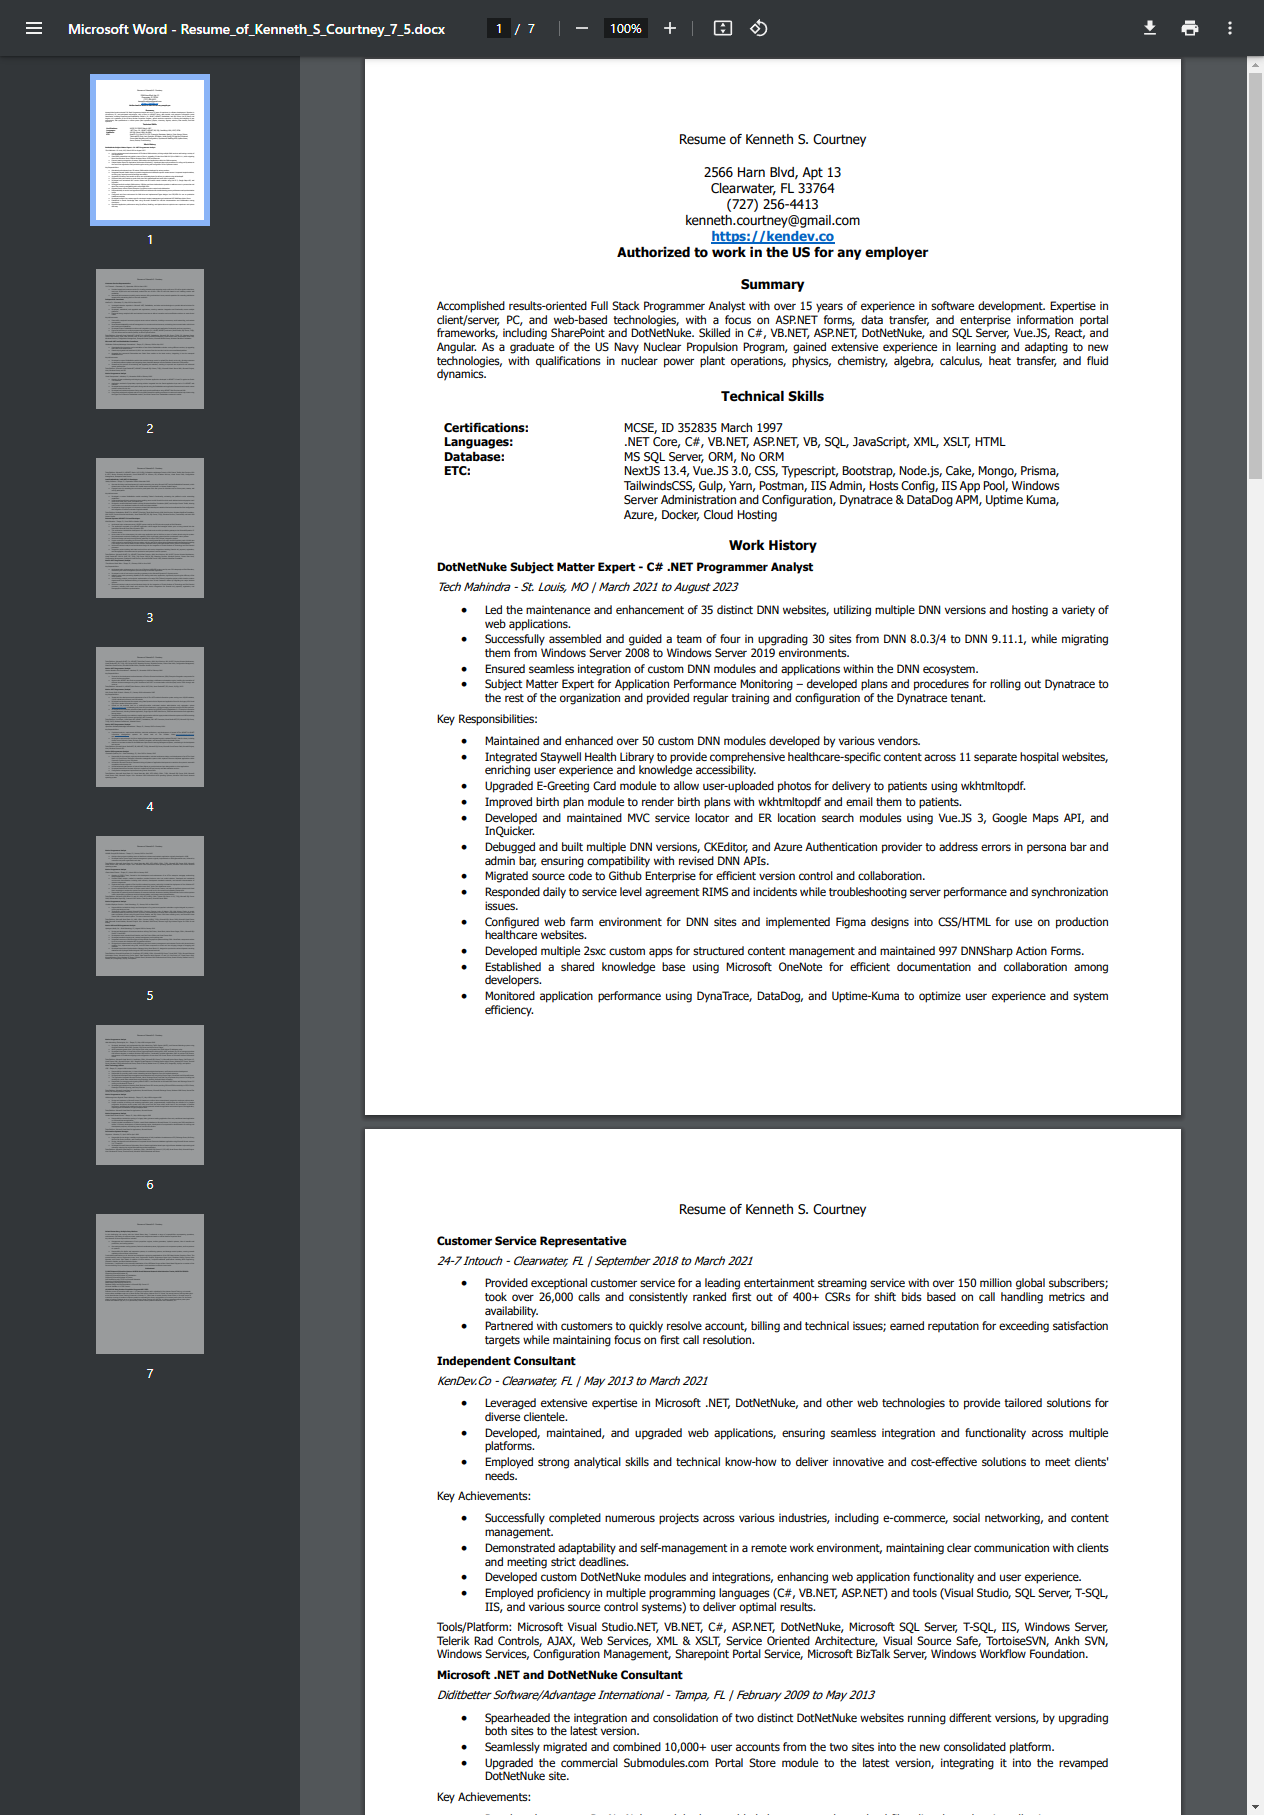 Microsoft Word - Resume_of_Kenneth_S_Courtney_7_5.docx
1 / 7
100%
1
2
3
4
5
6
7
Resume of Kenneth S. Courtney
2566 Harn Blvd, Apt 13
Clearwater, FL 33764
(727) 256-4413
kenneth.courtney@gmail.com
https://kendev.co
Authorized to work in the US for any employer
Summary
Accomplished results-oriented Full Stack Programmer Analyst with over 15 years of experience in software development. Expertise in
client/server, PC, and web-based technologies, with a focus on ASP.NET forms, data transfer, and enterprise information portal
frameworks, including SharePoint and DotNetNuke. Skilled in C#, VB.NET, ASP.NET, DotNetNuke, and SQL Server, Vue.JS, React, and
Angular. As a graduate of the US Navy Nuclear Propulsion Program, gained extensive experience in learning and adapting to new
technologies, with qualifications in nuclear power plant operations, physics, chemistry, algebra, calculus, heat transfer, and fluid
dynamics.
Technical Skills
Certifications: MCSE, ID 352835 March 1997
Languages: .NET Core, C#, VB.NET, ASP.NET, VB, SQL, JavaScript, XML, XSLT, HTML
Database: MS SQL Server, ORM, No ORM
ETC: NextJS 13.4, Vue.JS 3.0, CSS, Typescript, Bootstrap, Node.js, Cake, Mongo, Prisma,
TailwindsCSS, Gulp, Yarn, Postman, IIS Admin, Hosts Config, IIS App Pool, Windows
Server Administration and Configuration, Dynatrace & DataDog APM, Uptime Kuma,
Azure, Docker, Cloud Hosting
Work History
DotNetNuke Subject Matter Expert - C# .NET Programmer Analyst
Tech Mahindra - St. Louis, MO | March 2021 to August 2023
• Led the maintenance and enhancement of 35 distinct DNN websites, utilizing multiple DNN versions and hosting a variety of
web applications.
• Successfully assembled and guided a team of four in upgrading 30 sites from DNN 8.0.3/4 to DNN 9.11.1, while migrating
them from Windows Server 2008 to Windows Server 2019 environments.
• Ensured seamless integration of custom DNN modules and applications within the DNN ecosystem.
• Subject Matter Expert for Application Performance Monitoring – developed plans and procedures for rolling out Dynatrace to
the rest of the organization and provided regular training and configuration of the Dynatrace tenant.
Key Responsibilities:
• Maintained and enhanced over 50 custom DNN modules developed by various vendors.
• Integrated Staywell Health Library to provide comprehensive healthcare-specific content across 11 separate hospital websites,
enriching user experience and knowledge accessibility.
• Upgraded E-Greeting Card module to allow user-uploaded photos for delivery to patients using wkhtmltopdf.
• Improved birth plan module to render birth plans with wkhtmltopdf and email them to patients.
• Developed and maintained MVC service locator and ER location search modules using Vue.JS 3, Google Maps API, and
InQuicker.
• Debugged and built multiple DNN versions, CKEditor, and Azure Authentication provider to address errors in persona bar and
admin bar, ensuring compatibility with revised DNN APIs.
• Migrated source code to Github Enterprise for efficient version control and collaboration.
• Responded daily to service level agreement RIMS and incidents while troubleshooting server performance and synchronization
issues.
• Configured web farm environment for DNN sites and implemented Figma designs into CSS/HTML for use on production
healthcare websites.
• Developed multiple 2sxc custom apps for structured content management and maintained 997 DNNSharp Action Forms.
• Established a shared knowledge base using Microsoft OneNote for efficient documentation and collaboration among
developers.
• Monitored application performance using DynaTrace, DataDog, and Uptime-Kuma to optimize user experience and system
efficiency.
Resume of Kenneth S. Courtney
Customer Service Representative
24-7 Intouch - Clearwater, FL | September 2018 to March 2021
• Provided exceptional customer service for a leading entertainment streaming service with over 150 million global subscribers;
took over 26,000 calls and consistently ranked first out of 400+ CSRs for shift bids based on call handling metrics and
availability.
• Partnered with customers to quickly resolve account, billing and technical issues; earned reputation for exceeding satisfaction
targets while maintaining focus on first call resolution.
Independent Consultant
KenDev.Co - Clearwater, FL | May 2013 to March 2021
• Leveraged extensive expertise in Microsoft .NET, DotNetNuke, and other web technologies to provide tailored solutions for
diverse clientele.
• Developed, maintained, and upgraded web applications, ensuring seamless integration and functionality across multiple
platforms.
• Employed strong analytical skills and technical know-how to deliver innovative and cost-effective solutions to meet clients'
needs.
Key Achievements:
• Successfully completed numerous projects across various industries, including e-commerce, social networking, and content
management.
• Demonstrated adaptability and self-management in a remote work environment, maintaining clear communication with clients
and meeting strict deadlines.
• Developed custom DotNetNuke modules and integrations, enhancing web application functionality and user experience.
• Employed proficiency in multiple programming languages (C#, VB.NET, ASP.NET) and tools (Visual Studio, SQL Server, T-SQL,
IIS, and various source control systems) to deliver optimal results.
Tools/Platform: Microsoft Visual Studio.NET, VB.NET, C#, ASP.NET, DotNetNuke, Microsoft SQL Server, T-SQL, IIS, Windows Server,
Telerik Rad Controls, AJAX, Web Services, XML & XSLT, Service Oriented Architecture, Visual Source Safe, TortoiseSVN, Ankh SVN,
Windows Services, Configuration Management, Sharepoint Portal Service, Microsoft BizTalk Server, Windows Workflow Foundation.
Microsoft .NET and DotNetNuke Consultant
Diditbetter Software/Advantage International - Tampa, FL | February 2009 to May 2013
• Spearheaded the integration and consolidation of two distinct DotNetNuke websites running different versions, by upgrading
both sites to the latest version.
• Seamlessly migrated and combined 10,000+ user accounts from the two sites into the new consolidated platform.
• Upgraded the commercial Submodules.com Portal Store module to the latest version, integrating it into the revamped
DotNetNuke site.
Key Achievements: